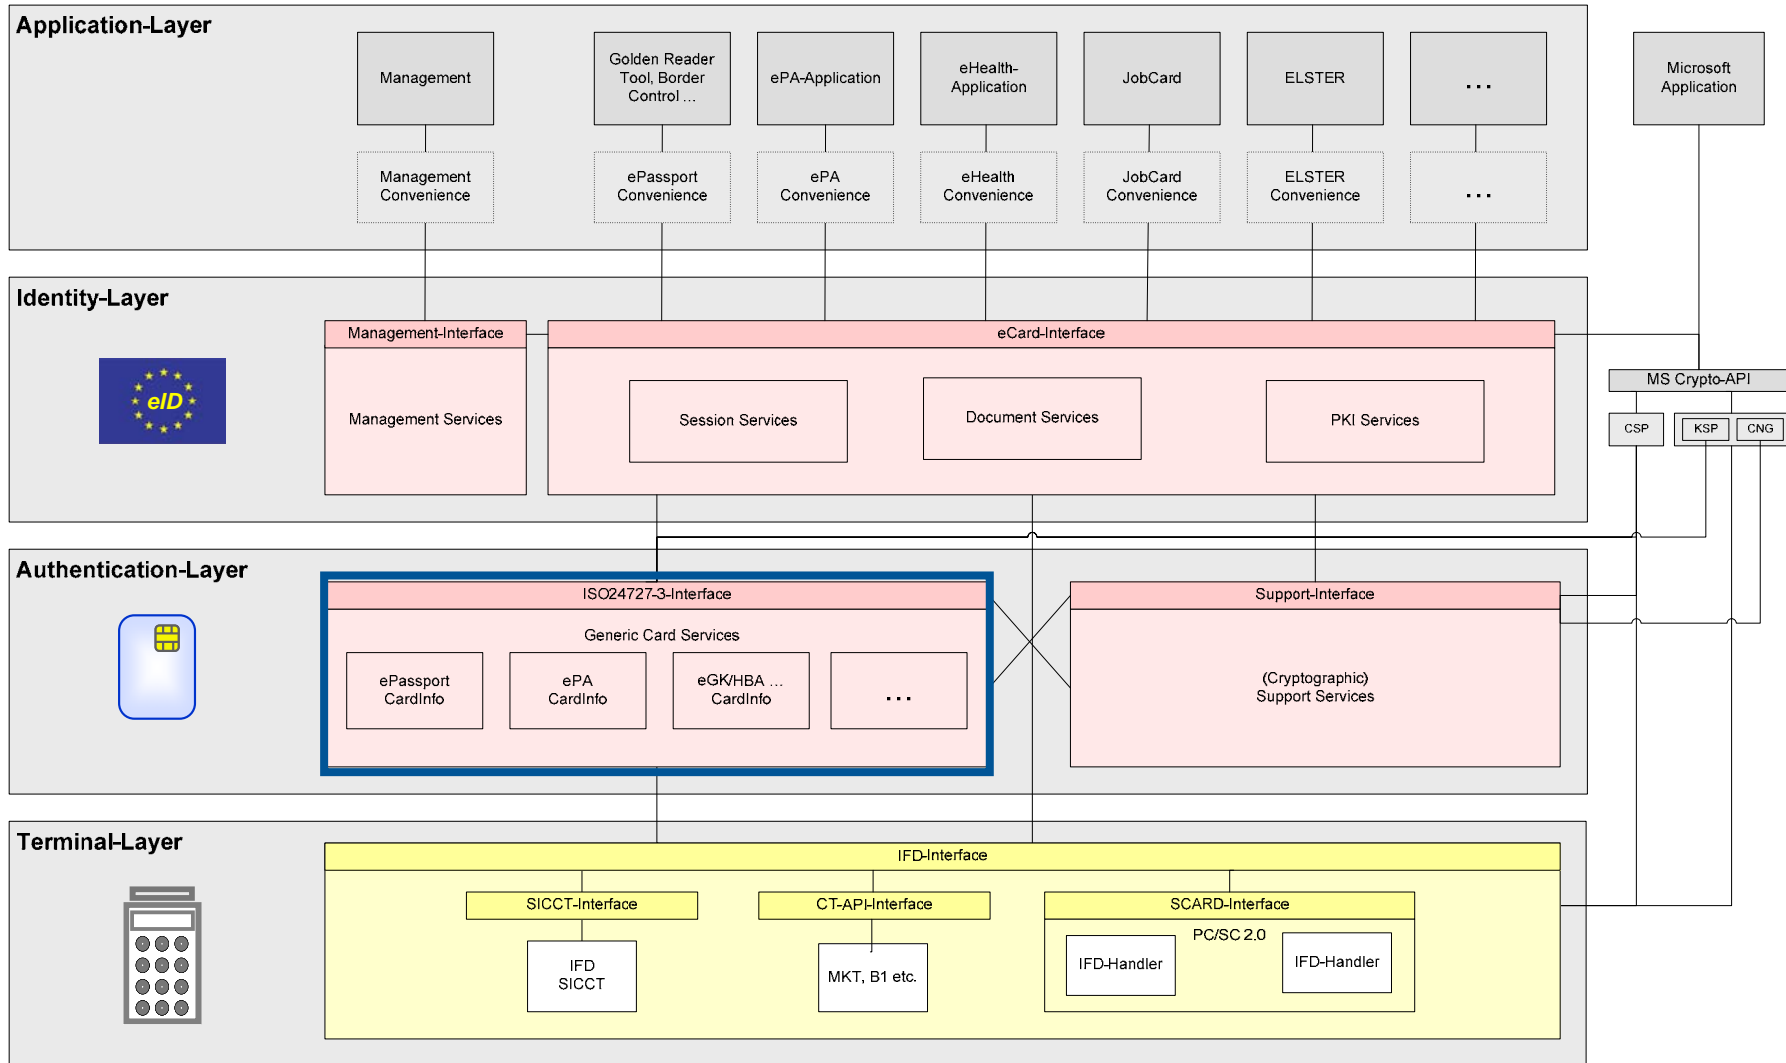 Application-Layer
Management
Golden Reader
Tool, Border
Control ...
ePA-Application
eHealth-
Application
JobCard
ELSTER
...
Microsoft
Application
Management
Convenience
ePassport
Convenience
ePA
Convenience
eHealth
Convenience
JobCard
Convenience
ELSTER
Convenience
...
Identity-Layer
eID
Management-Interface
Management Services
eCard-Interface
Session Services
Document Services
PKI Services
MS Crypto-API
CSP
KSP
CNG
Authentication-Layer
ISO24727-3-Interface
Generic Card Services
ePassport
CardInfo
ePA
CardInfo
eGK/HBA ...
CardInfo
...
Support-Interface
(Cryptographic)
Support Services
Terminal-Layer
IFD-Interface
SICCT-Interface
IFD
SICCT
CT-API-Interface
MKT, B1 etc.
SCARD-Interface
PC/SC 2.0
IFD-Handler
IFD-Handler